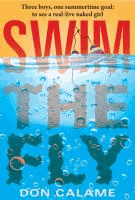 Three boys, one summertime goal:
to see a real-live naked girl
SWIM
THE
FLY
DON CALAME